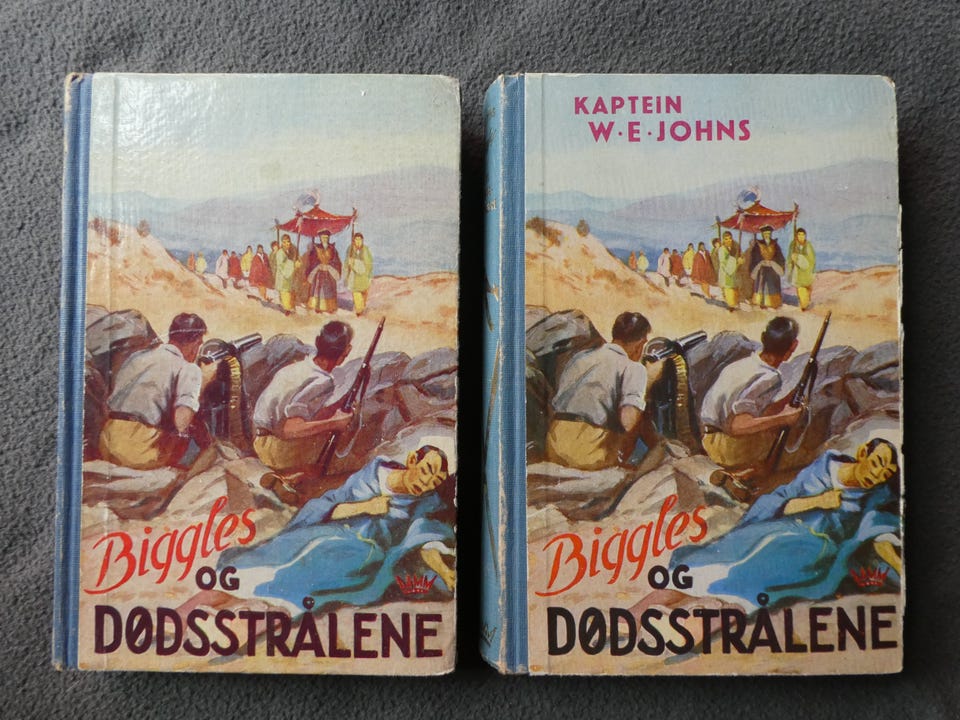 Biggles
OG
DØDSSTRÅLENE
KAPTEIN
W·E·JOHNS
Biggles
OG
DØDSSTRÅLENE